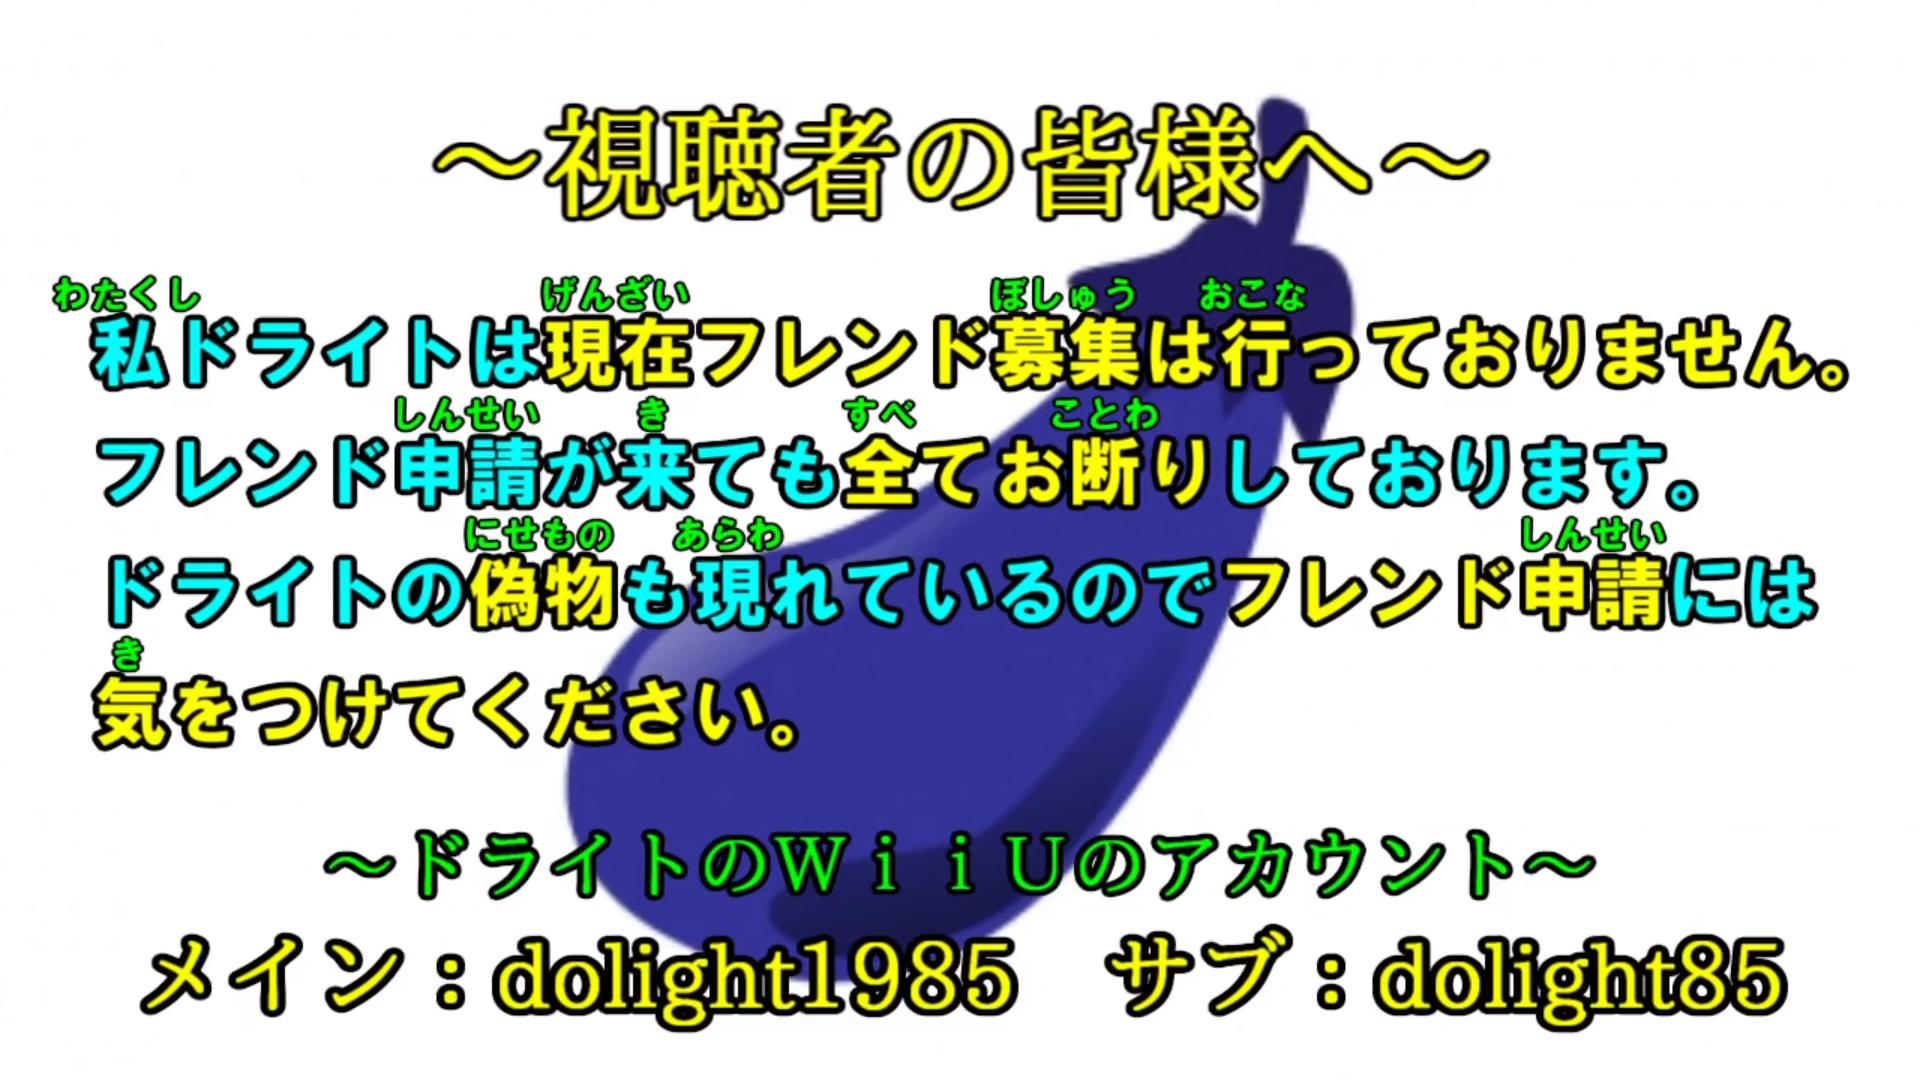 ～視聴者の皆様へ～
わたくし げんざい ぼしゅう おこな
私ドライトは現在フレンド募集は行っておりません。
しんせい き すべ ことわ
フレンド申請が来ても全てお断りしております。
にせもの あらわ しんせい
ドライトの偽物も現れているのでフレンド申請には
き
気をつけてください。
～ドライトのＷｉｉＵのアカウント～
メイン：dolight1985　サブ：dolight85